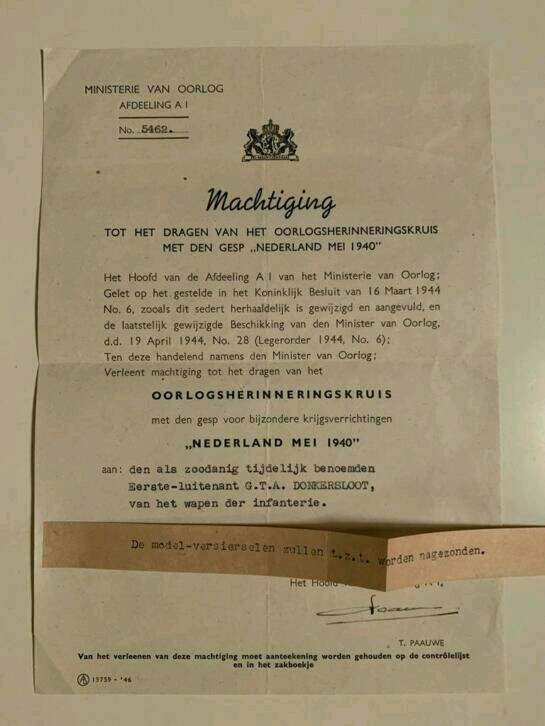 MINISTERIE VAN OORLOG
AFDEELING A I
No. 5462.
Machtiging
TOT HET DRAGEN VAN HET OORLOGSHERINNERINGSKRUIS
MET DEN GESP „NEDERLAND MEI 1940”
Het Hoofd van de Afdeeling A I van het Ministerie van Oorlog;
Gelet op het gestelde in het Koninklijk Besluit van 16 Maart 1944
No. 6, zooals dit sedert herhaaldelijk is gewijzigd en aangevuld, en
de laatstelijk gewijzigde Beschikking van den Minister van Oorlog,
d.d. 19 April 1944, No. 28 (Legerorder 1944, No. 6);
Ten deze handelend namens den Minister van Oorlog;
Verleent machtiging tot het dragen van het
OORLOGSHERINNERINGSKRUIS
met den gesp voor bijzondere krijgsverrichtingen
„NEDERLAND MEI 1940”
aan: den als zoodanig tijdelijk benoemden
Eerste-luitenant G.T.A. DONKERSLOOT,
van het wapen der infanterie.
De model-versierselen zullen t.z.t. worden nagezonden.
Het Hoofd
T. PAAUWE
Van het verleenen van deze machtiging moet aanteekening worden gehouden op de contrôlelijst
en in het zakboekje
13759 - '46